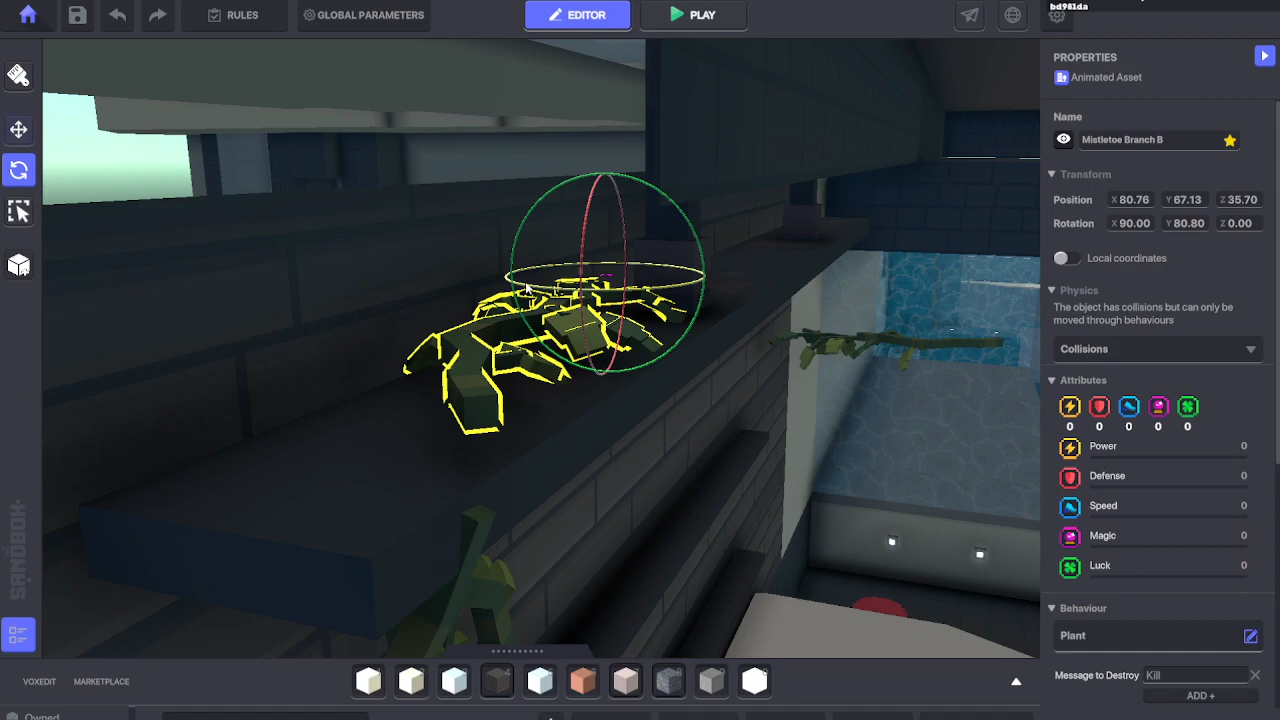 RULES
GLOBAL PARAMETERS
EDITOR
PLAY
bd981da
PROPERTIES
Animated Asset
Name
Mistletoe Branch B
Transform
Position X 80.76 Y 67.13 Z 35.70
Rotation X 90.00 Y 80.80 Z 0.00
Local coordinates
Physics
The object has collisions but can only be
moved through behaviours
Collisions
Attributes
0 0 0 0 0
Power 0
Defense 0
Speed 0
Magic 0
Luck 0
Behaviour
Plant
Message to Destroy Kill
ADD +
THE SANDBOX
VOXEDIT
MARKETPLACE
Owned